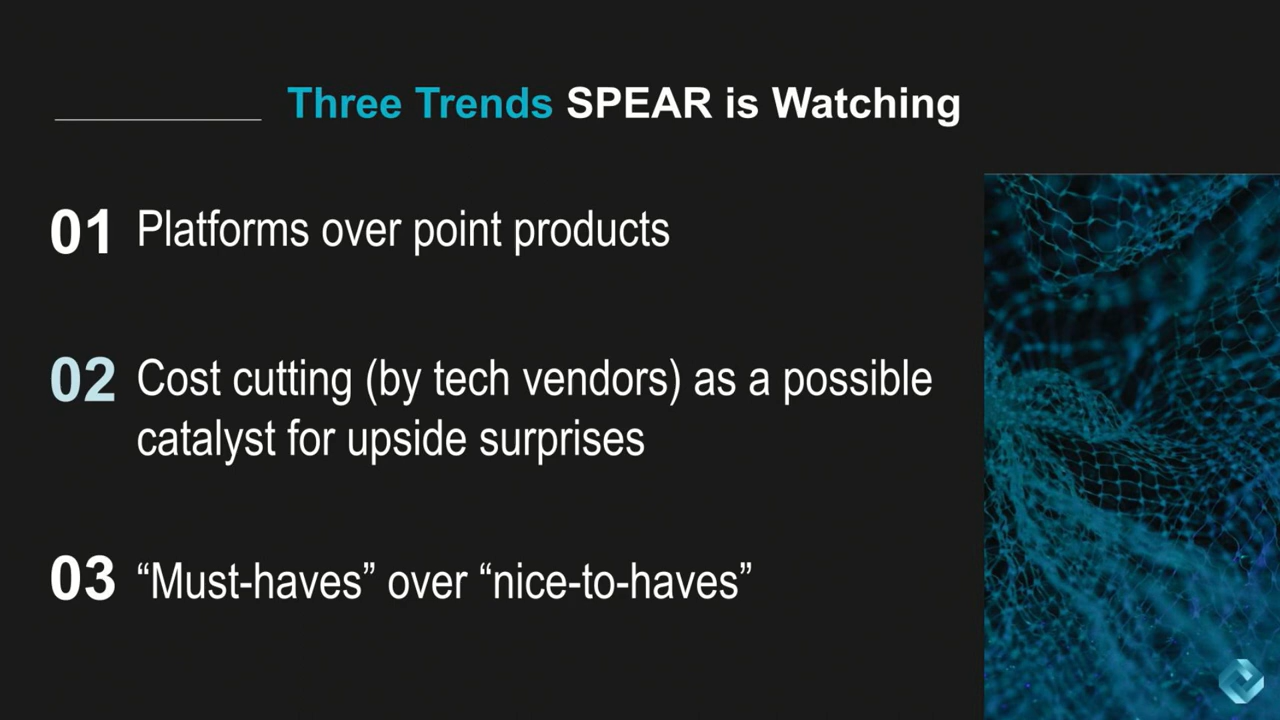 Three Trends SPEAR is Watching
01 Platforms over point products
02 Cost cutting (by tech vendors) as a possible
catalyst for upside surprises
03 “Must-haves” over “nice-to-haves”